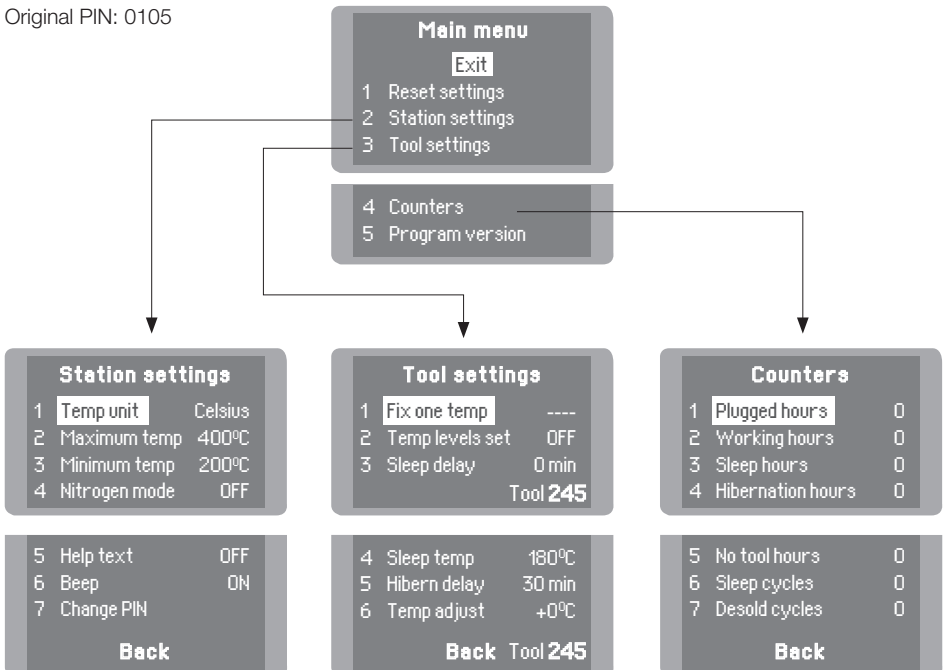 Original PIN: 0105
Main menu
Exit
1 Reset settings
2 Station settings
3 Tool settings
4 Counters
5 Program version
Station settings
1 Temp unit Celsius
2 Maximum temp 400ºC
3 Minimum temp 200ºC
4 Nitrogen mode OFF
5 Help text OFF
6 Beep ON
7 Change PIN
Back
Tool settings
1 Fix one temp ----
2 Temp levels set OFF
3 Sleep delay 0 min
Tool 245
4 Sleep temp 180ºC
5 Hibern delay 30 min
6 Temp adjust +0ºC
Back Tool 245
Counters
1 Plugged hours 0
2 Working hours 0
3 Sleep hours 0
4 Hibernation hours 0
5 No tool hours 0
6 Sleep cycles 0
7 Desold cycles 0
Back